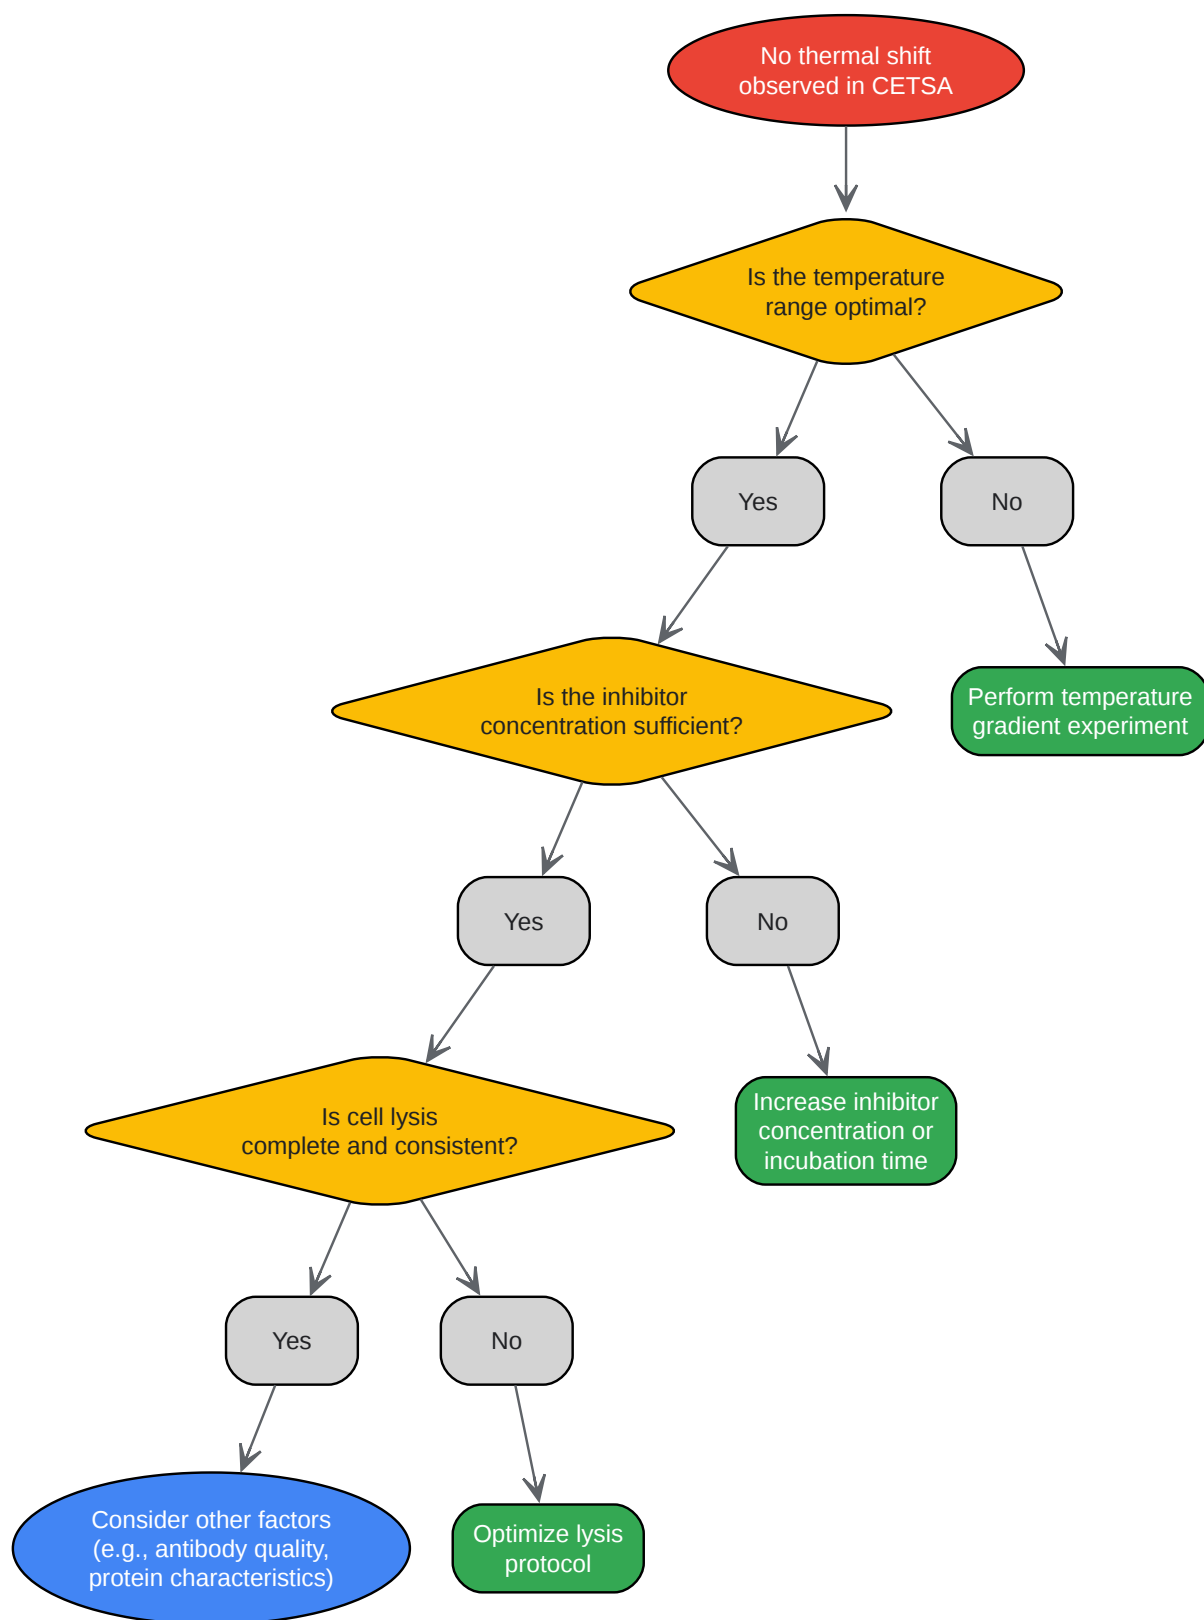 No thermal shift
observed in CETSA
Is the temperature
range optimal?
Yes
No
Is the inhibitor
concentration sufficient?
Perform temperature
gradient experiment
Yes
No
Is cell lysis
complete and consistent?
Increase inhibitor
concentration or
incubation time
Yes
No
Consider other factors
(e.g., antibody quality,
protein characteristics)
Optimize lysis
protocol